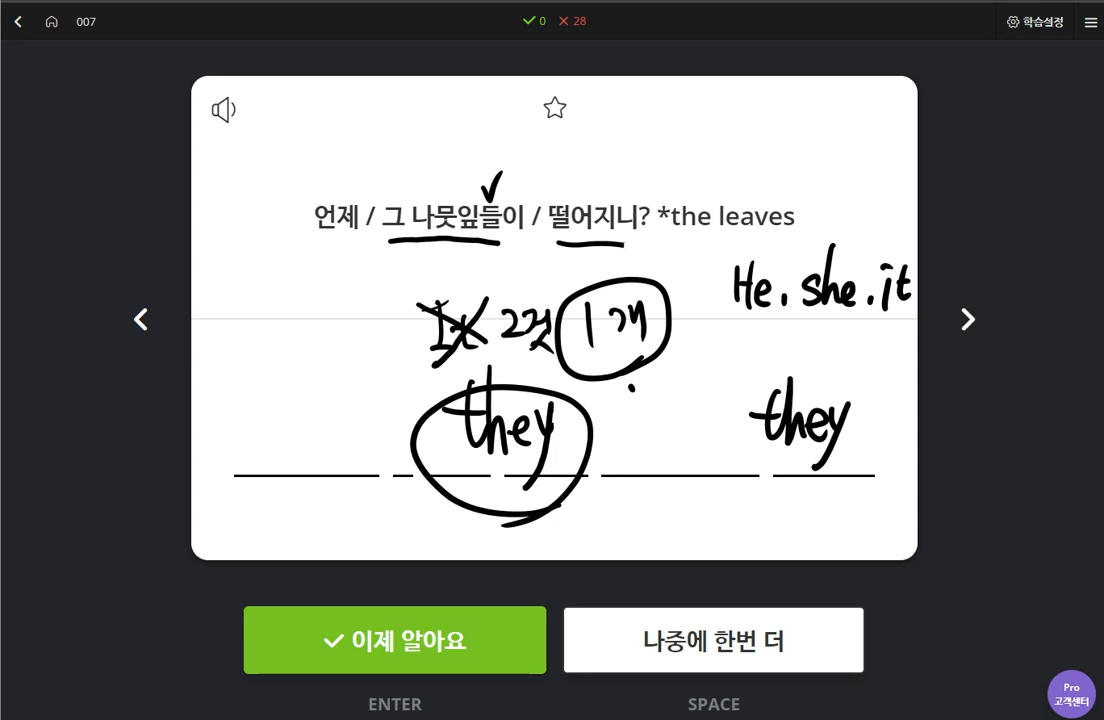 007 0 28 학습설정
언제 / 그 나뭇잎들이 / 떨어지니? *the leaves
He. she. it
2것 1개
they they
이제 알아요 나중에 한번 더
ENTER SPACE
Pro
고객센터